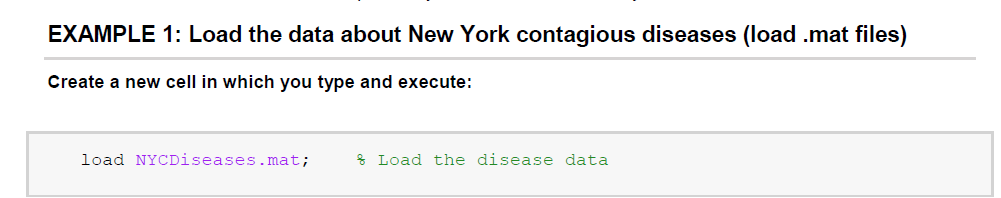 EXAMPLE 1: Load the data about New York contagious diseases (load .mat files)
Create a new cell in which you type and execute:
load NYCDiseases.mat;    % Load the disease data